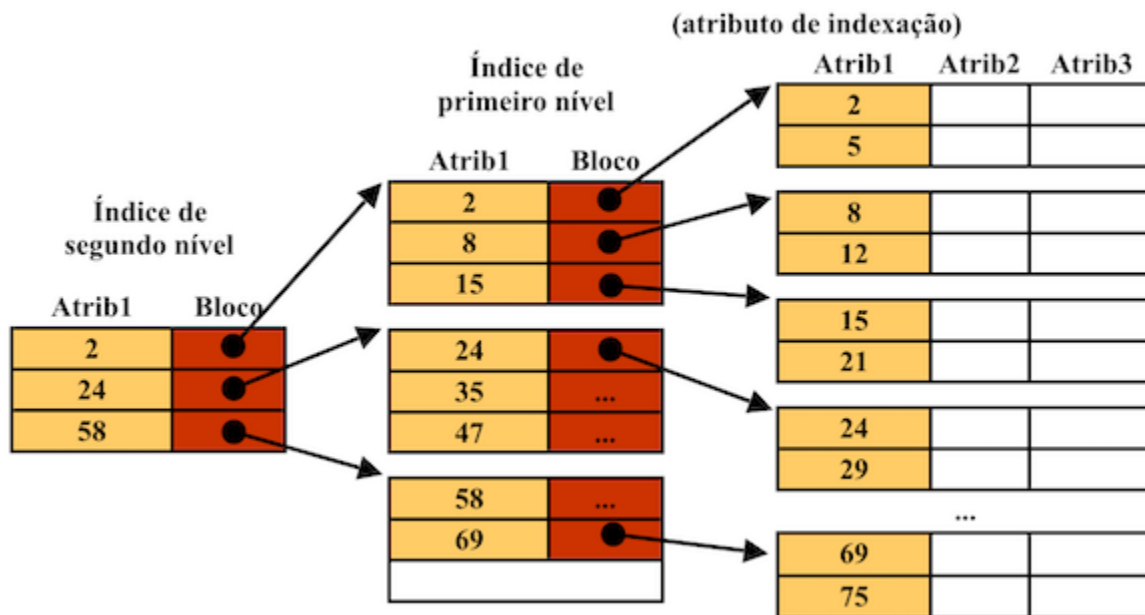 (atributo de indexação)
Atrib1 Atrib2 Atrib3
Índice de
primeiro nível
Atrib1 Bloco
Índice de
segundo nível
Atrib1 Bloco
2
24
58
2
8
15
24
35 ...
47 ...
58 ...
69
2
5
8
12
15
21
24
29
...
69
75